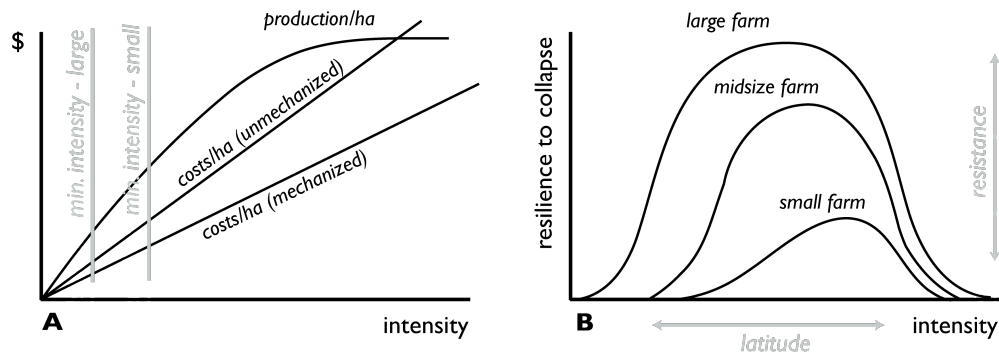 $
min. intensity - large
min. intensity - small
production/ha
costs/ha (unmechanized)
costs/ha (mechanized)
A
intensity
resilience to collapse
large farm
midsize farm
small farm
resistance
B
intensity
latitude